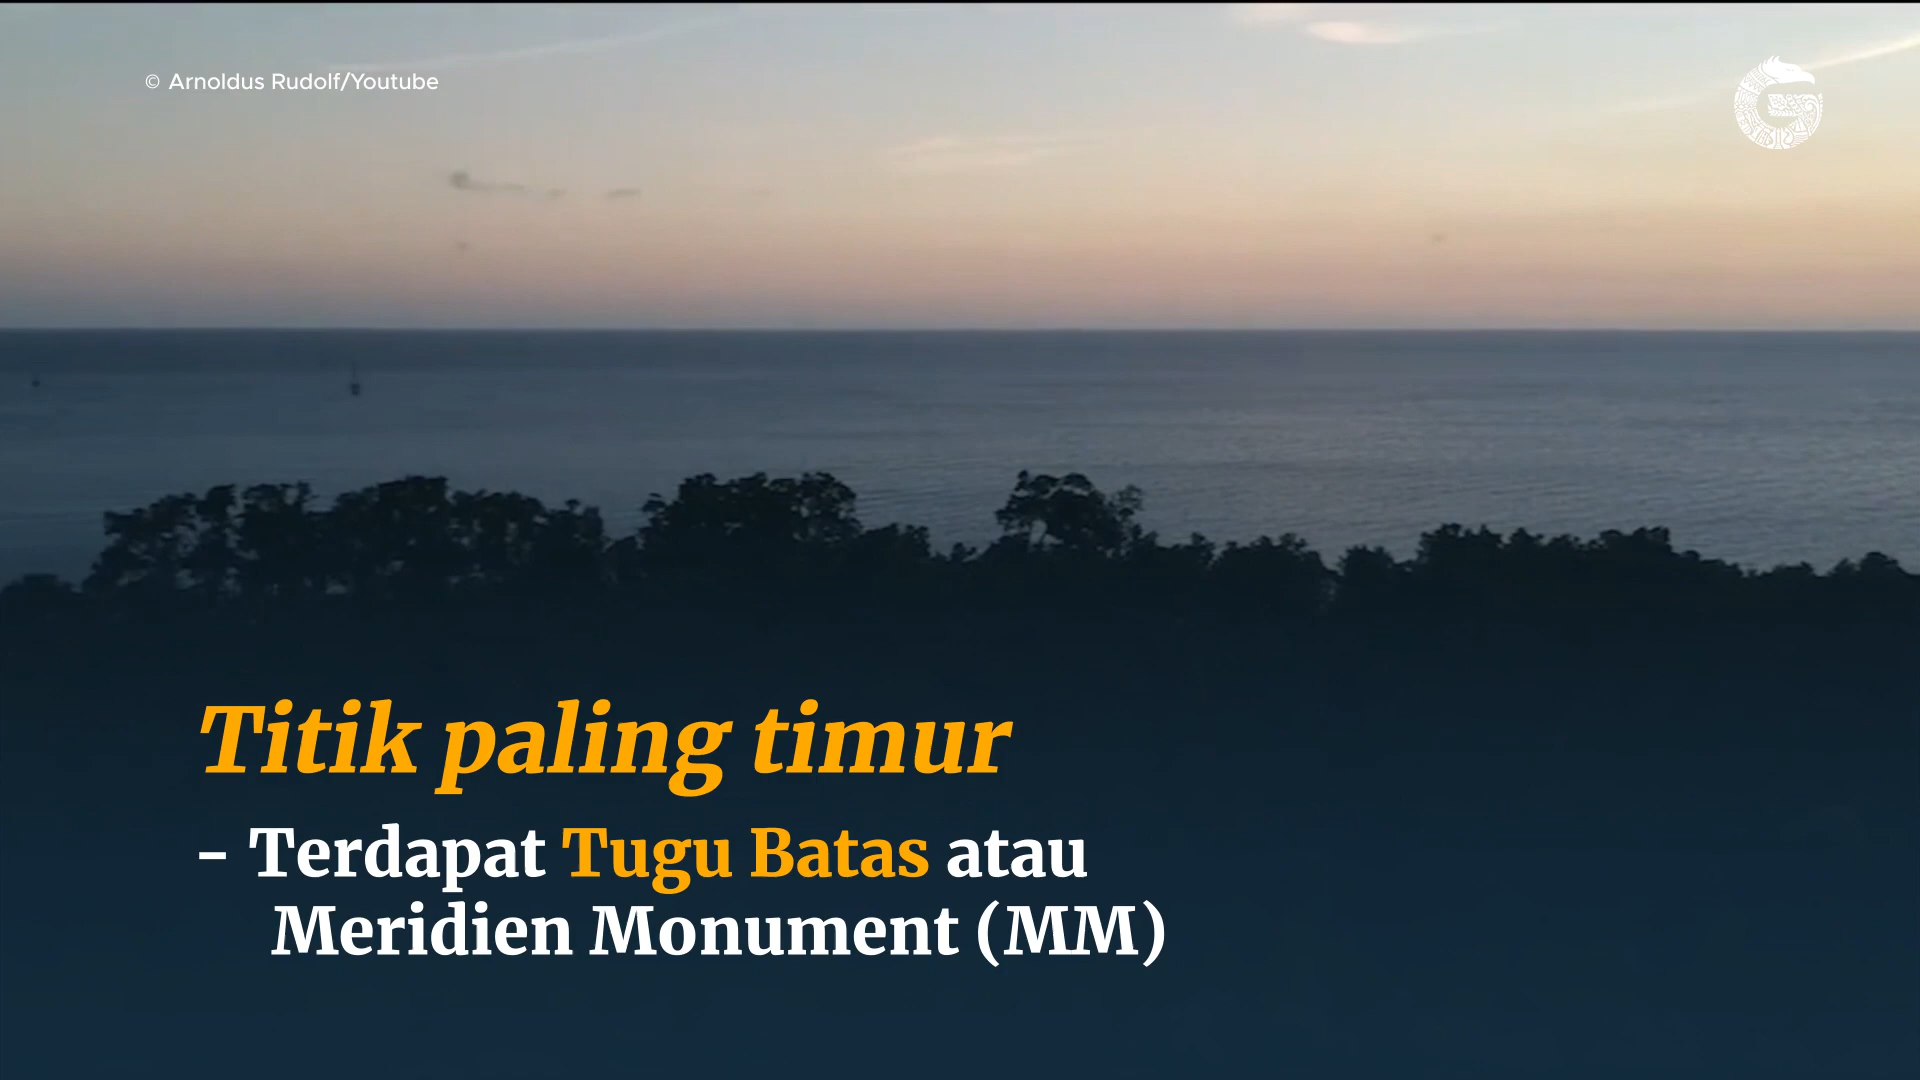 © Arnoldus Rudolf/Youtube
Titik paling timur
- Terdapat Tugu Batas atau
Meridien Monument (MM)